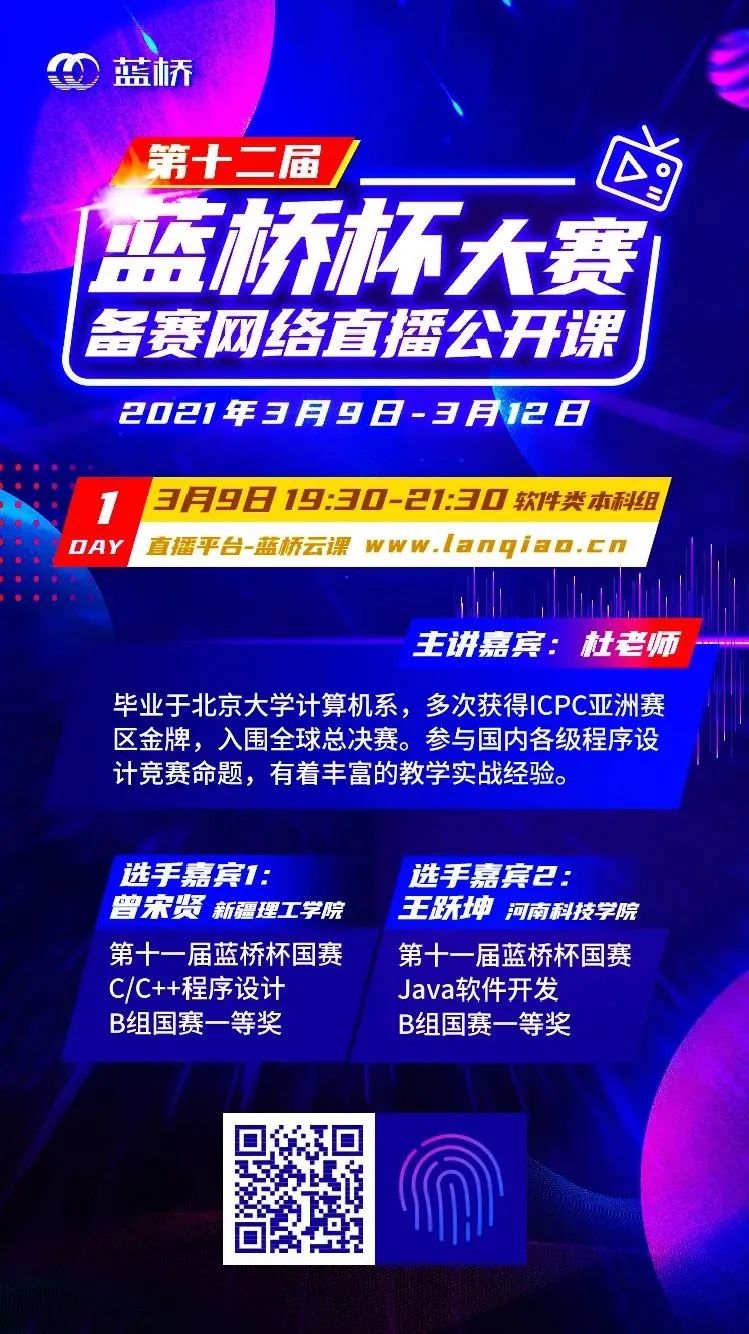 蓝桥
第十二届
蓝桥杯大赛
备赛网络直播公开课
2021年3月9日-3月12日
1
DAY
3月9日 19:30-21:30 软件类本科组
直播平台-蓝桥云课 www.lanqiao.cn
主讲嘉宾：杜老师
毕业于北京大学计算机系，多次获得ICPC亚洲赛
区金牌，入围全球总决赛。参与国内各级程序设
计竞赛命题，有着丰富的教学实战经验。
选手嘉宾1：
曾宋贤 新疆理工学院
第十一届蓝桥杯国赛
C/C++程序设计
B组国赛一等奖
选手嘉宾2：
王跃坤 河南科技学院
第十一届蓝桥杯国赛
Java软件开发
B组国赛一等奖